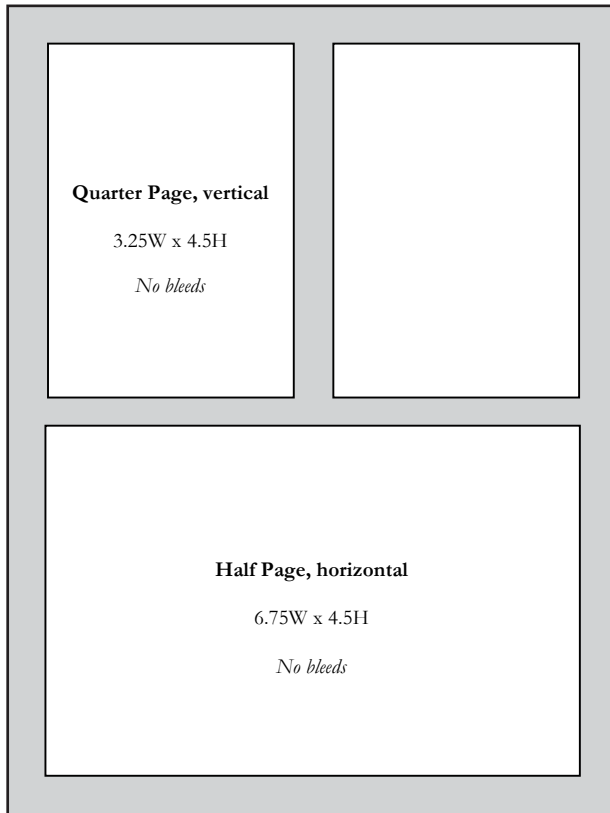 Quarter Page, vertical
3.25W x 4.5H
No bleeds
Half Page, horizontal
6.75W x 4.5H
No bleeds